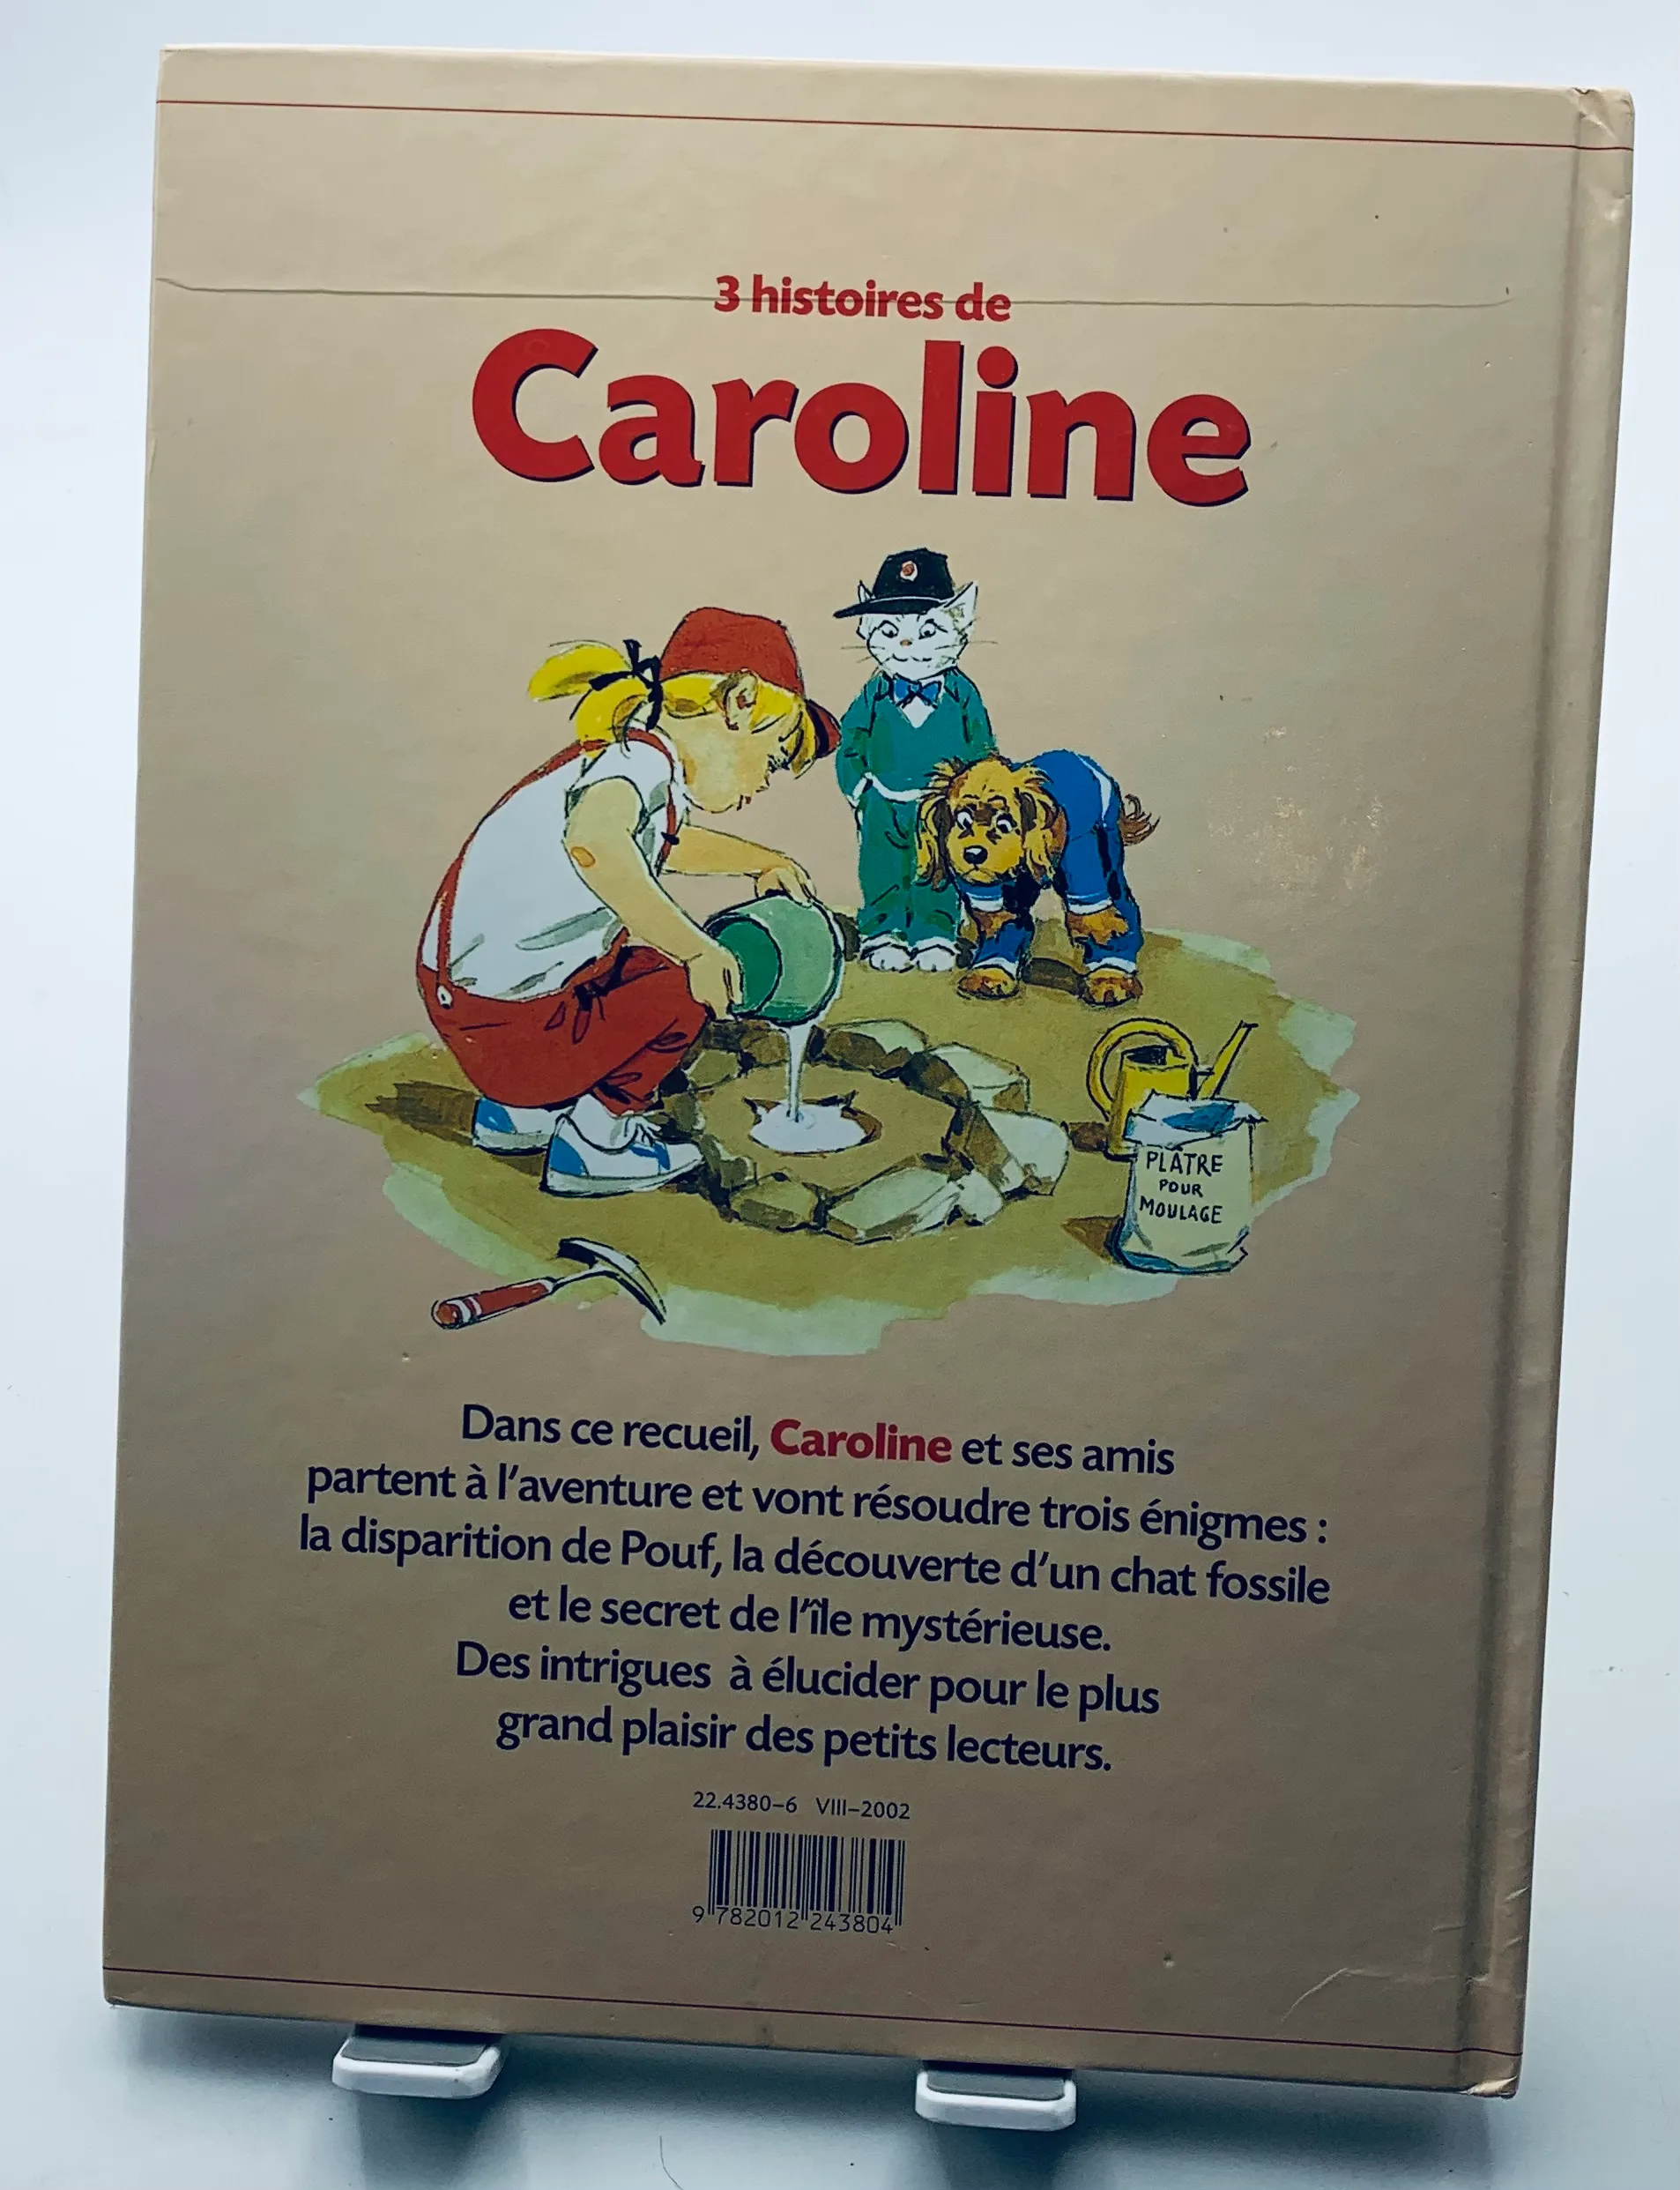 3 histoires de
Caroline
PLATRE
POUR
MOULAGE
Dans ce recueil, Caroline et ses amis
partent à l'aventure et vont résoudre trois énigmes :
la disparition de Pouf, la découverte d'un chat fossile
et le secret de l'île mystérieuse.
Des intrigues à élucider pour le plus
grand plaisir des petits lecteurs.
22.4380–6 VIII–2002
9 782012 243804